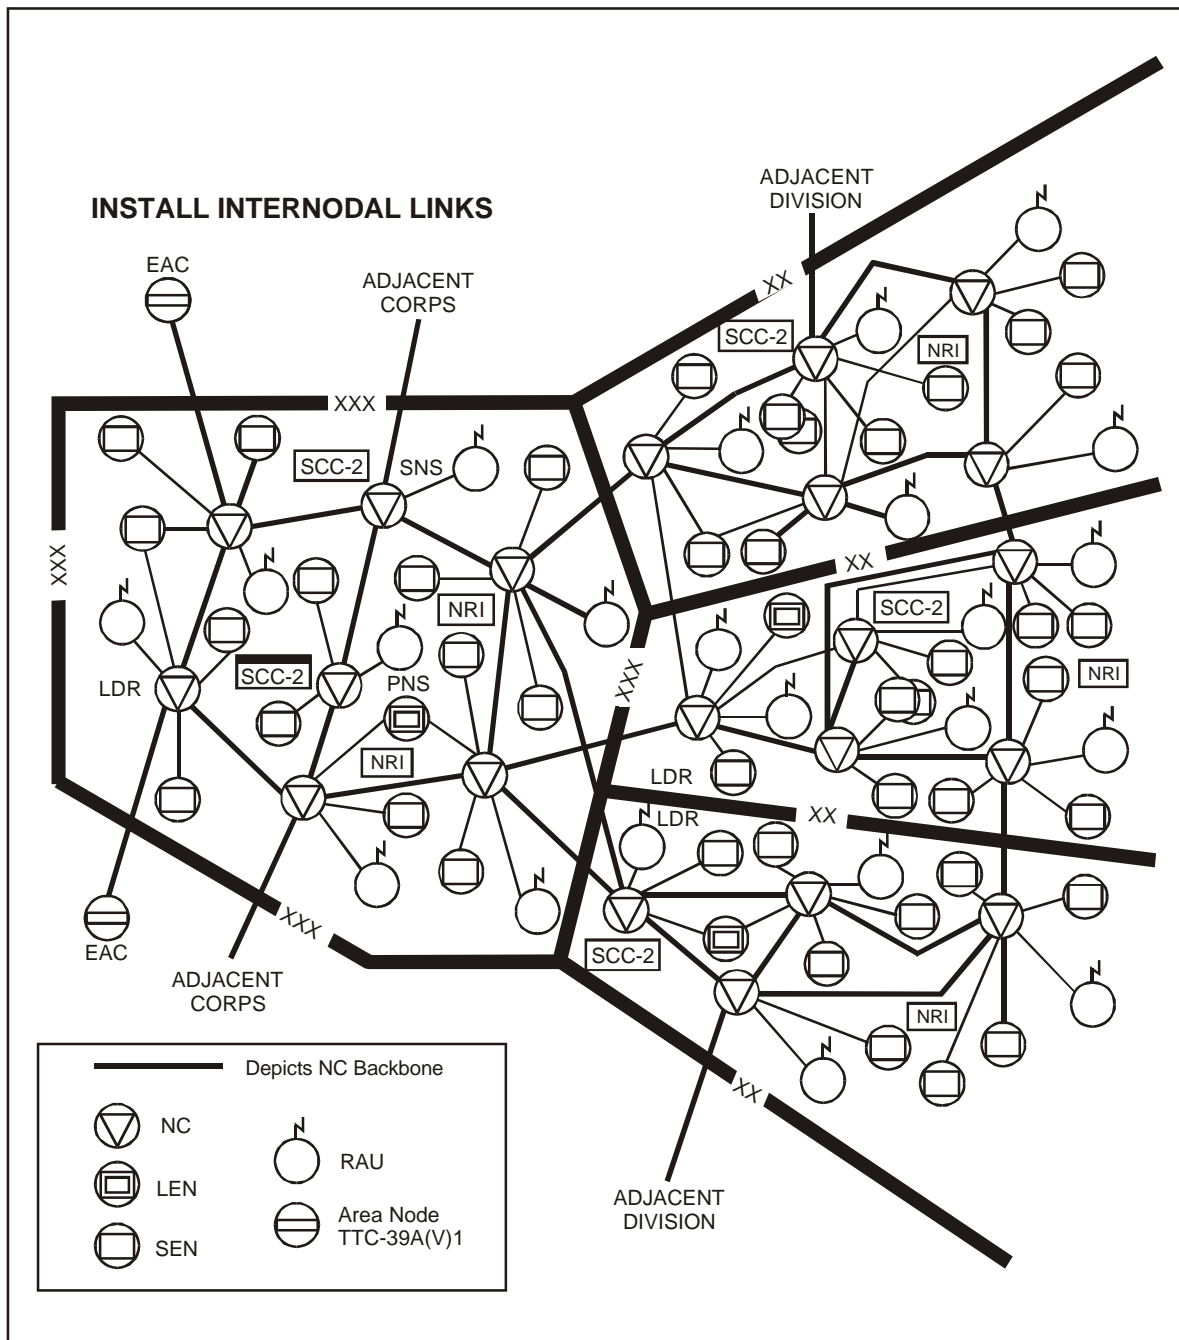 INSTALL INTERNODAL LINKS
ADJACENT
DIVISION
EAC
ADJACENT
CORPS
XX
SCC-2
NRI
XXX
SCC-2
SNS
XX
XXX
NRI
SCC-2
LDR
SCC-2
PNS
XXX
NRI
NRI
LDR
LDR
XX
XXX
EAC
SCC-2
ADJACENT
CORPS
NRI
XX
ADJACENT
DIVISION
Depicts NC Backbone
NC
RAU
LEN
Area Node
TTC-39A(V)1
SEN